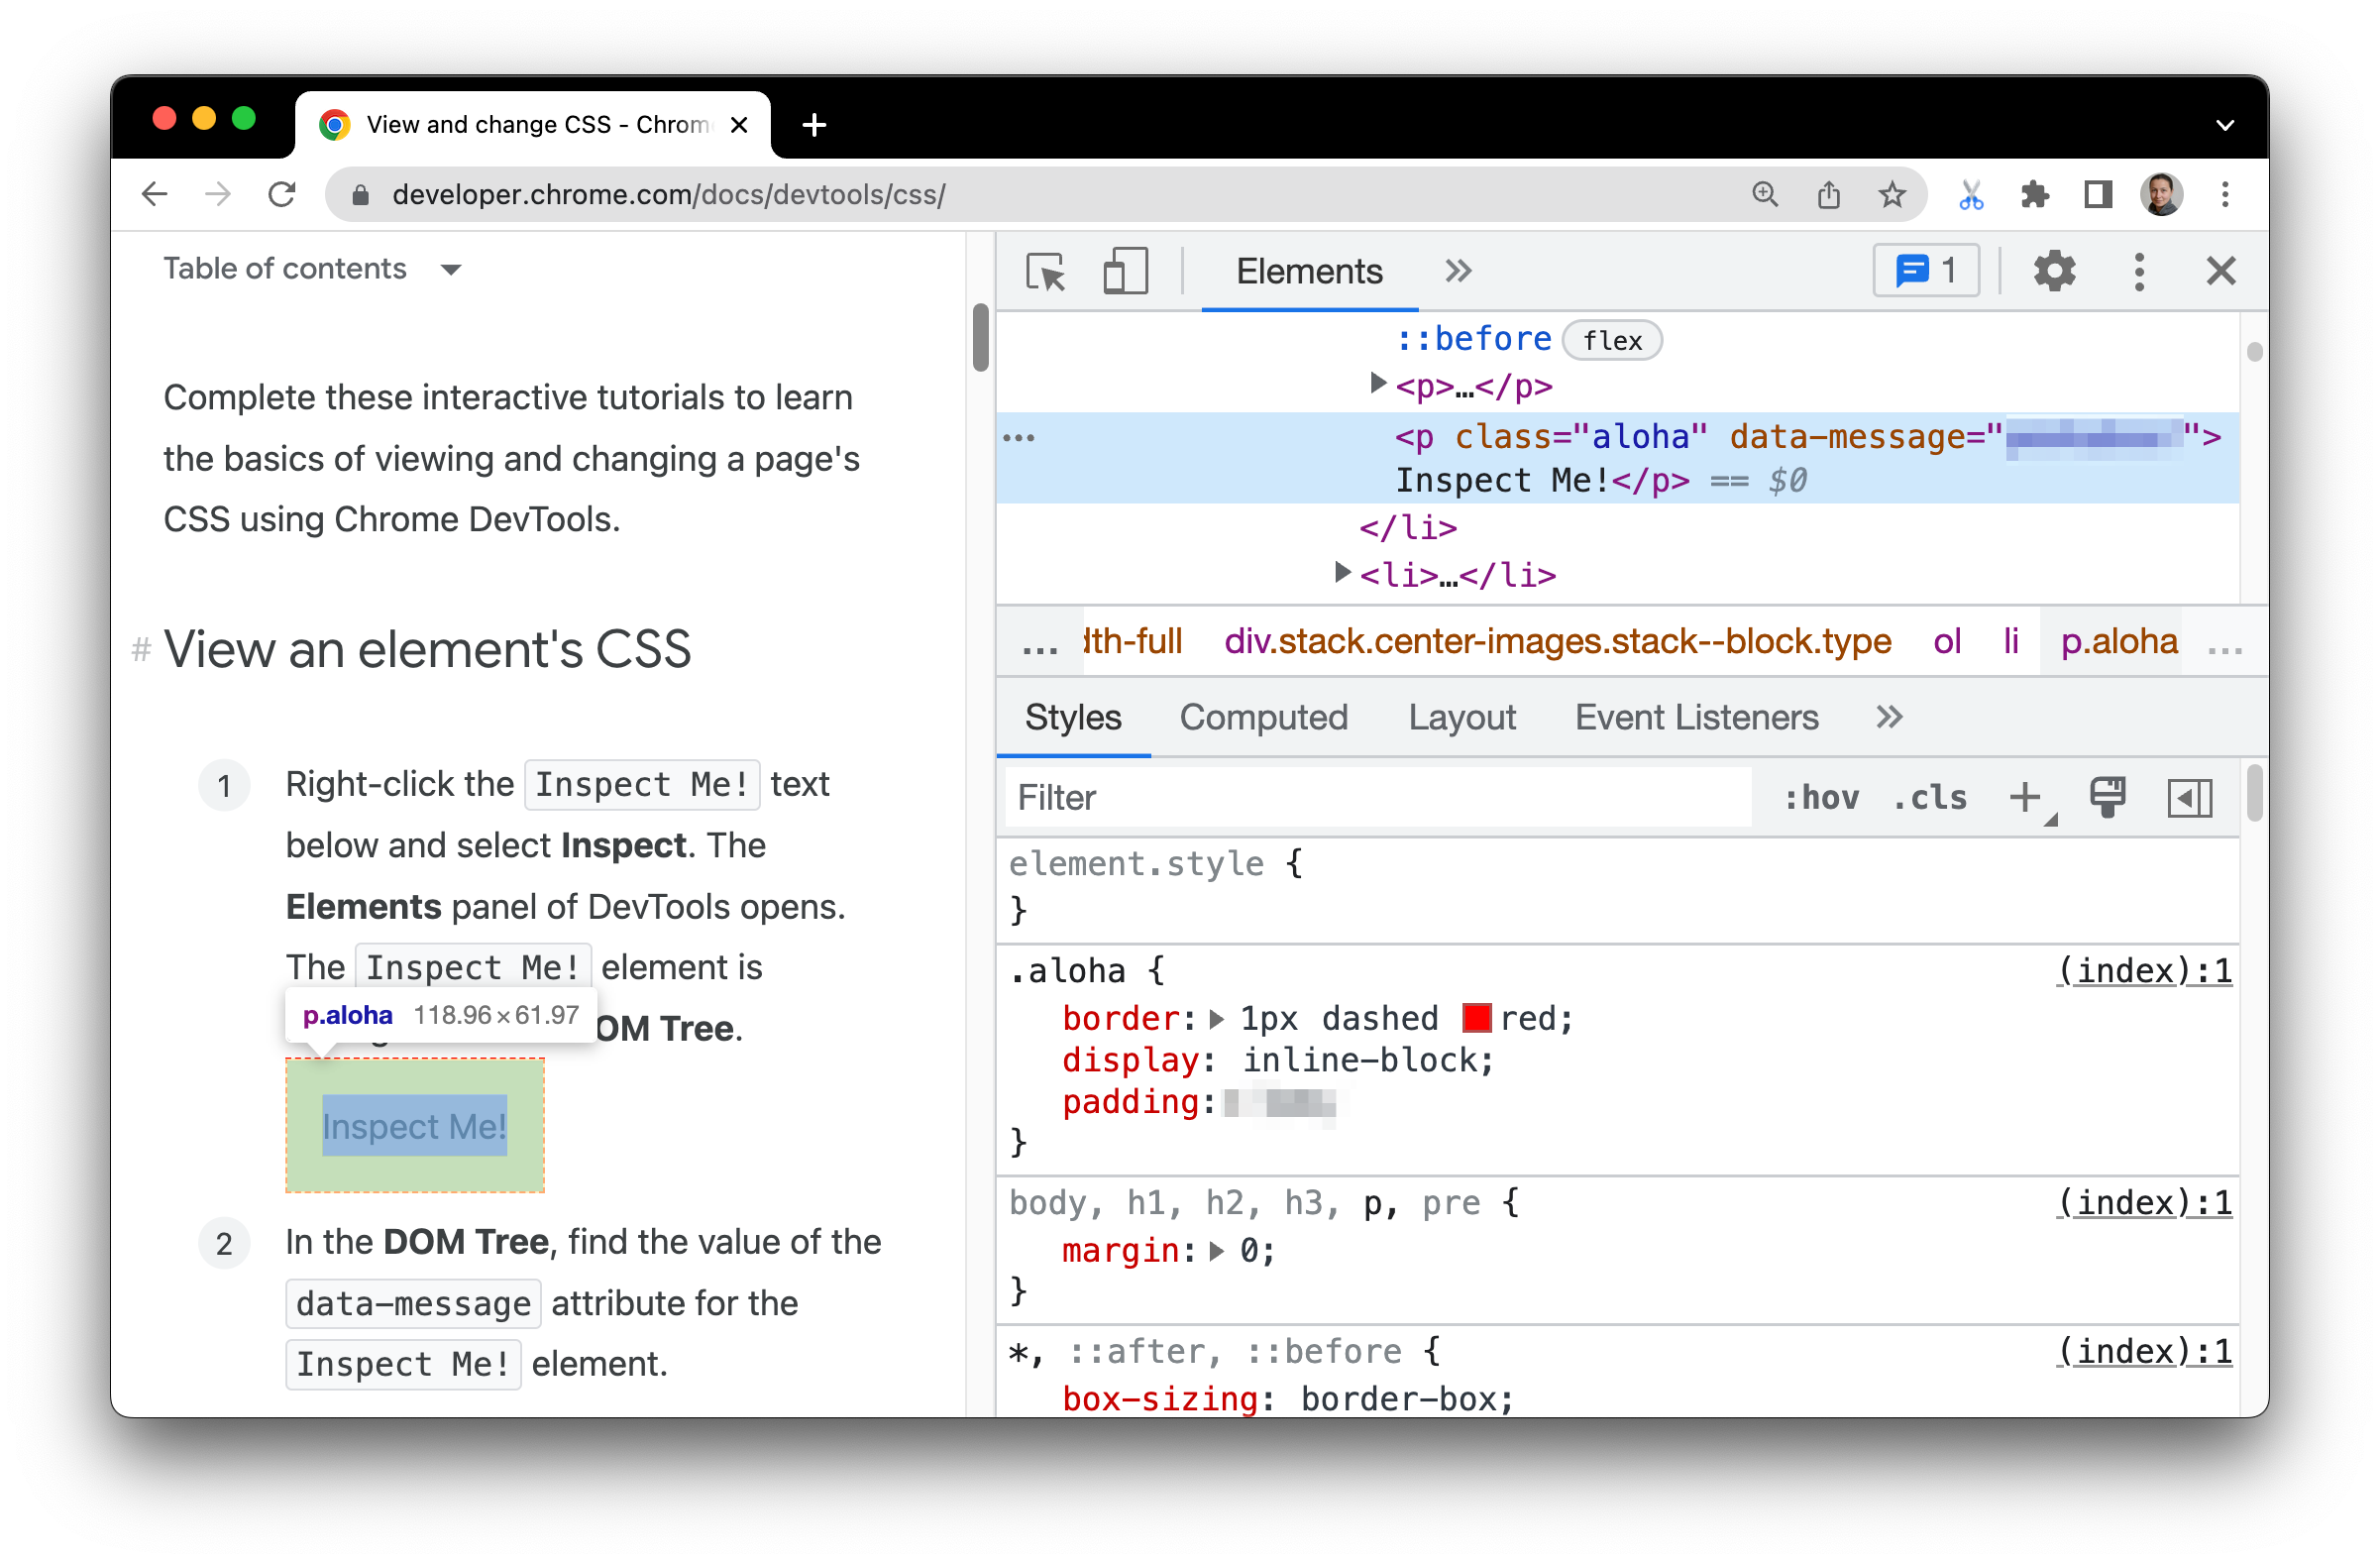 View and change CSS - Chrom
developer.chrome.com/docs/devtools/css/
Table of contents
Complete these interactive tutorials to learn
the basics of viewing and changing a page's
CSS using Chrome DevTools.
# View an element's CSS
1 Right-click the Inspect Me! text
below and select Inspect. The
Elements panel of DevTools opens.
The Inspect Me! element is
p.aloha 118.96×61.97
OM Tree.
Inspect Me!
2 In the DOM Tree, find the value of the
data-message attribute for the
Inspect Me! element.
Elements
1
::before flex
<p>…</p>
<p class="aloha" data-message="">
Inspect Me!</p> == $0
</li>
<li>…</li>
... dth-full div.stack.center-images.stack--block.type ol li p.aloha ...
Styles Computed Layout Event Listeners
Filter :hov .cls
element.style {
}
.aloha { (index):1
border: 1px dashed red;
display: inline-block;
padding:
}
body, h1, h2, h3, p, pre { (index):1
margin: 0;
}
*, ::after, ::before { (index):1
box-sizing: border-box;